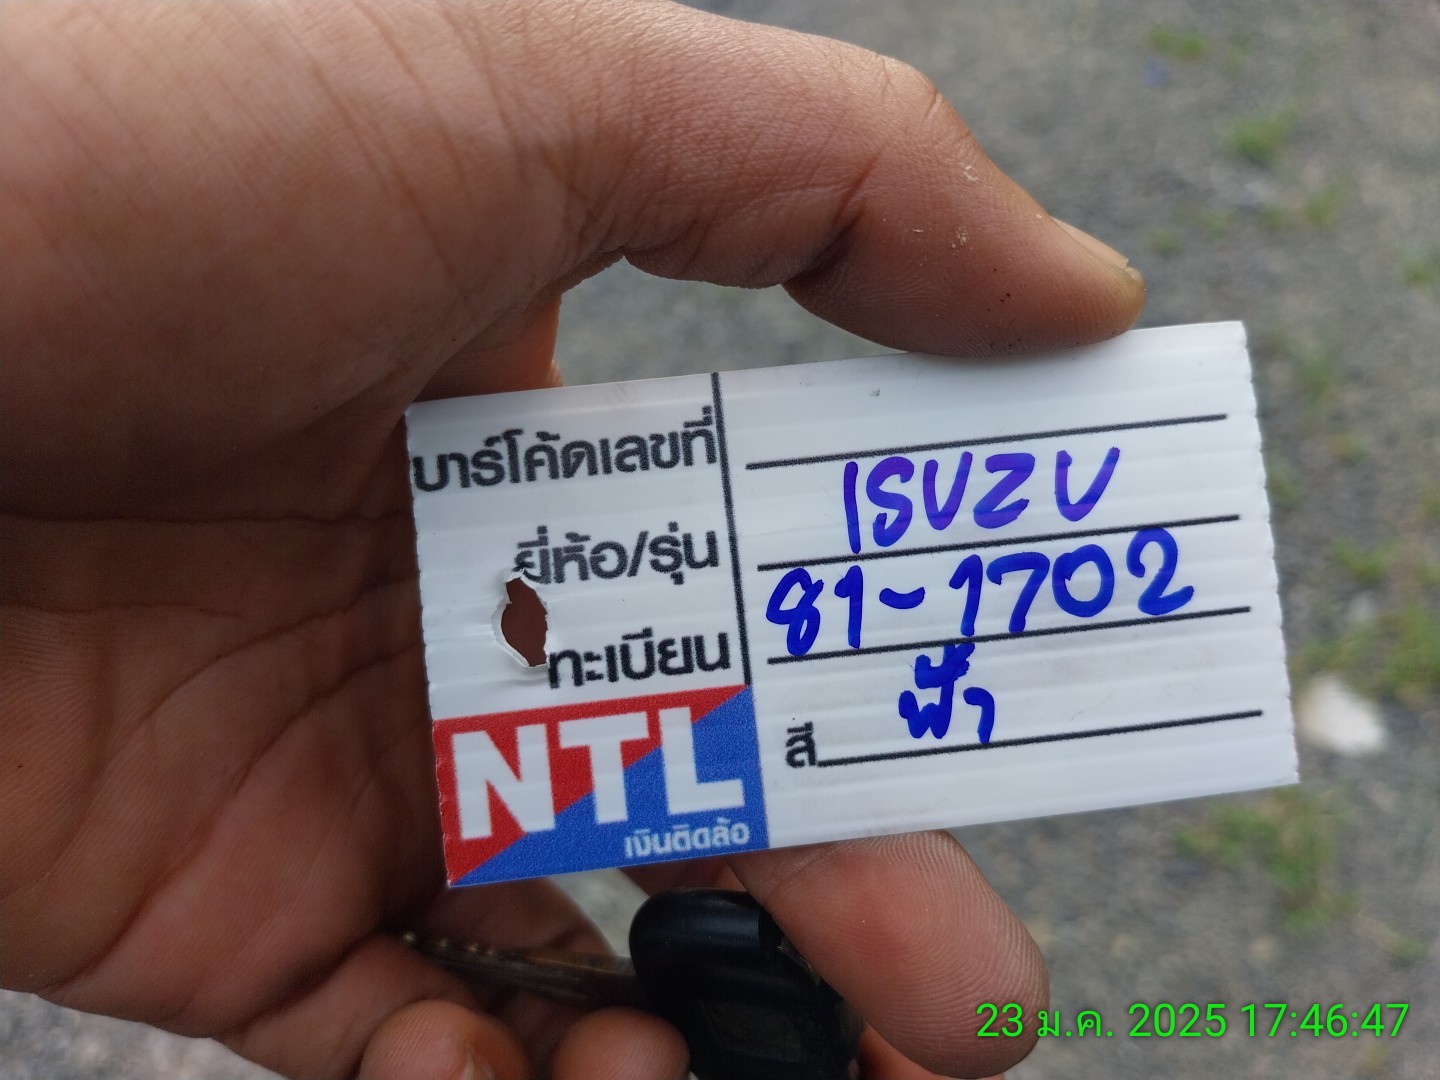 บาร์โค้ดเลขที่
ยี่ห้อ/รุ่น ISUZU
ทะเบียน 81-1702
สี ฟ้า
NTL
เงินติดล้อ
23 ม.ค. 2025 17:46:47